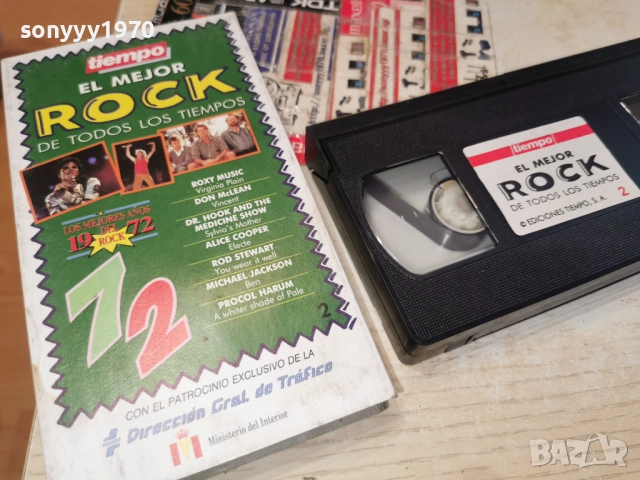 sonyyy1970
tiempo
EL MEJOR
ROCK
DE TODOS LOS TIEMPOS
ROXY MUSIC
Virginia Plain
DON McLEAN
Vincent
DR. HOOK AND THE
MEDICINE SHOW
Sylvia's Mother
ALICE COOPER
Electe
ROD STEWART
You wear it well
MICHAEL JACKSON
Ben
PROCOL HARUM
A whiter shade of Pale
LOS MEJORES AÑOS
19 DEL ROCK 72
72
2
CON EL PATROCINIO EXCLUSIVO DE LA
Dirección Gral. de Tráfico
Ministerio del Interior
TDK
tiempo
EL MEJOR
ROCK
DE TODOS LOS TIEMPOS
© EDICIONES TIEMPO, S.A. 2
BAZAR